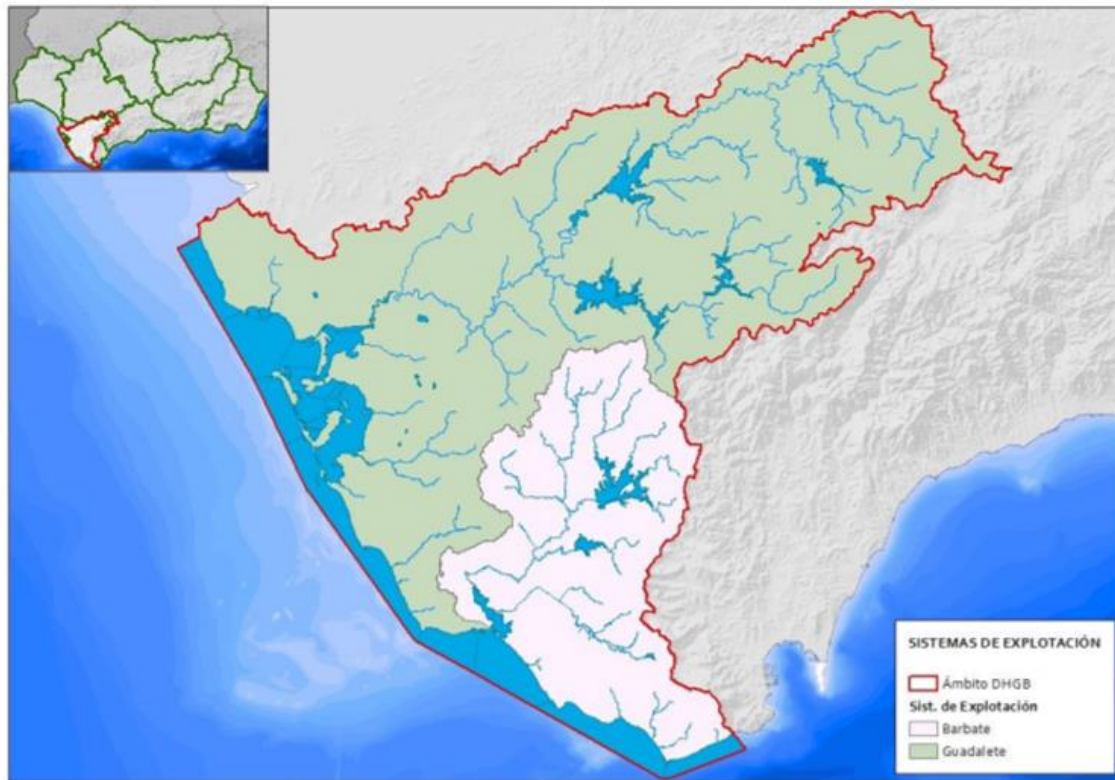 SISTEMAS DE EXPLOTACIÓN
Ámbito DHGB
Sist. de Explotación
Barbate
Guadalete